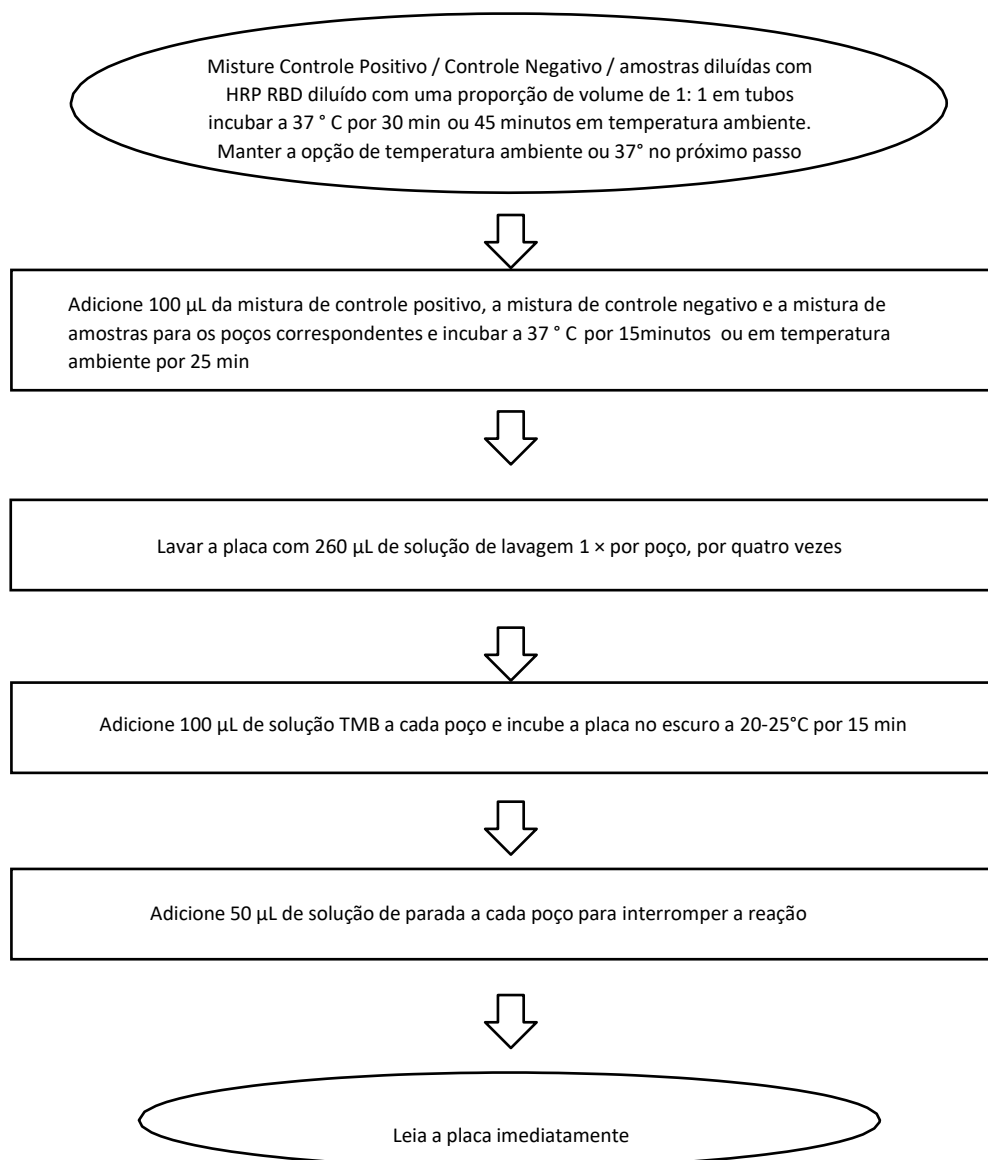 Misture Controle Positivo / Controle Negativo / amostras diluídas com
HRP RBD diluído com uma proporção de volume de 1: 1 em tubos
incubar a 37 ° C por 30 min ou 45 minutos em temperatura ambiente.
Manter a opção de temperatura ambiente ou 37° no próximo passo
Adicione 100 µL da mistura de controle positivo, a mistura de controle negativo e a mistura de
amostras para os poços correspondentes e incubar a 37 ° C por 15minutos ou em temperatura
ambiente por 25 min
Lavar a placa com 260 µL de solução de lavagem 1 × por poço, por quatro vezes
Adicione 100 µL de solução TMB a cada poço e incube a placa no escuro a 20-25°C por 15 min
Adicione 50 µL de solução de parada a cada poço para interromper a reação
Leia a placa imediatamente